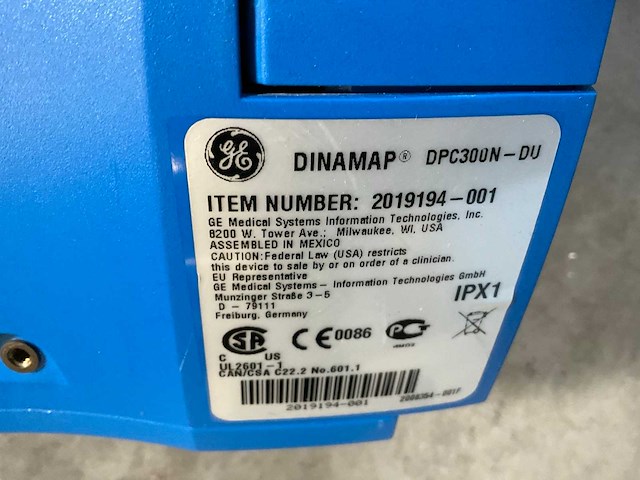 GE
DINAMAP® DPC300N-DU
ITEM NUMBER: 2019194-001
GE Medical Systems Information Technologies, Inc.
8200 W. Tower Ave.; Milwaukee, WI. USA
ASSEMBLED IN MEXICO
CAUTION: Federal Law (USA) restricts
this device to sale by or on order of a clinician.
EU Representative
GE Medical Systems - Information Technologies GmbH
Munzinger Straße 3-5
D - 79111
Freiburg, Germany
IPX1
SA
C US
CE 0086
UL2601-1
CAN/CSA C22.2 No.601.1
2019194-001